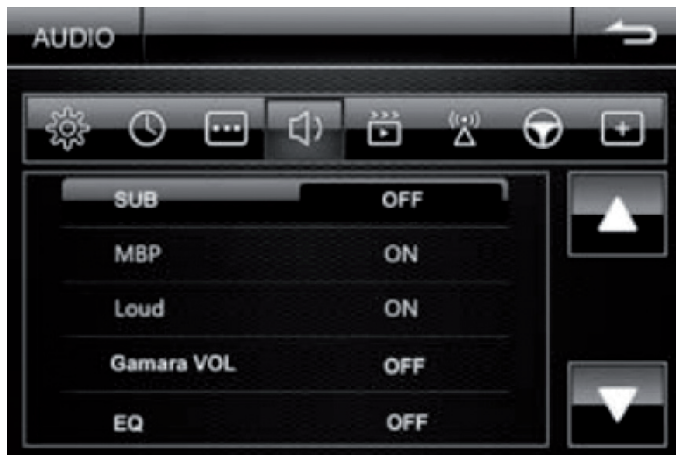 AUDIO
SUB OFF
MBP ON
Loud ON
Gamara VOL OFF
EQ OFF